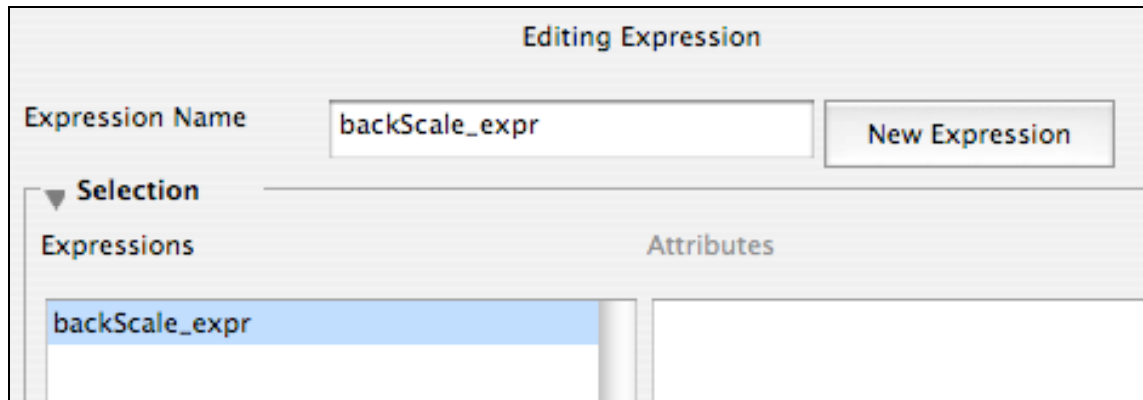 Editing Expression
Expression Name backScale_expr New Expression
Selection
Expressions Attributes
backScale_expr